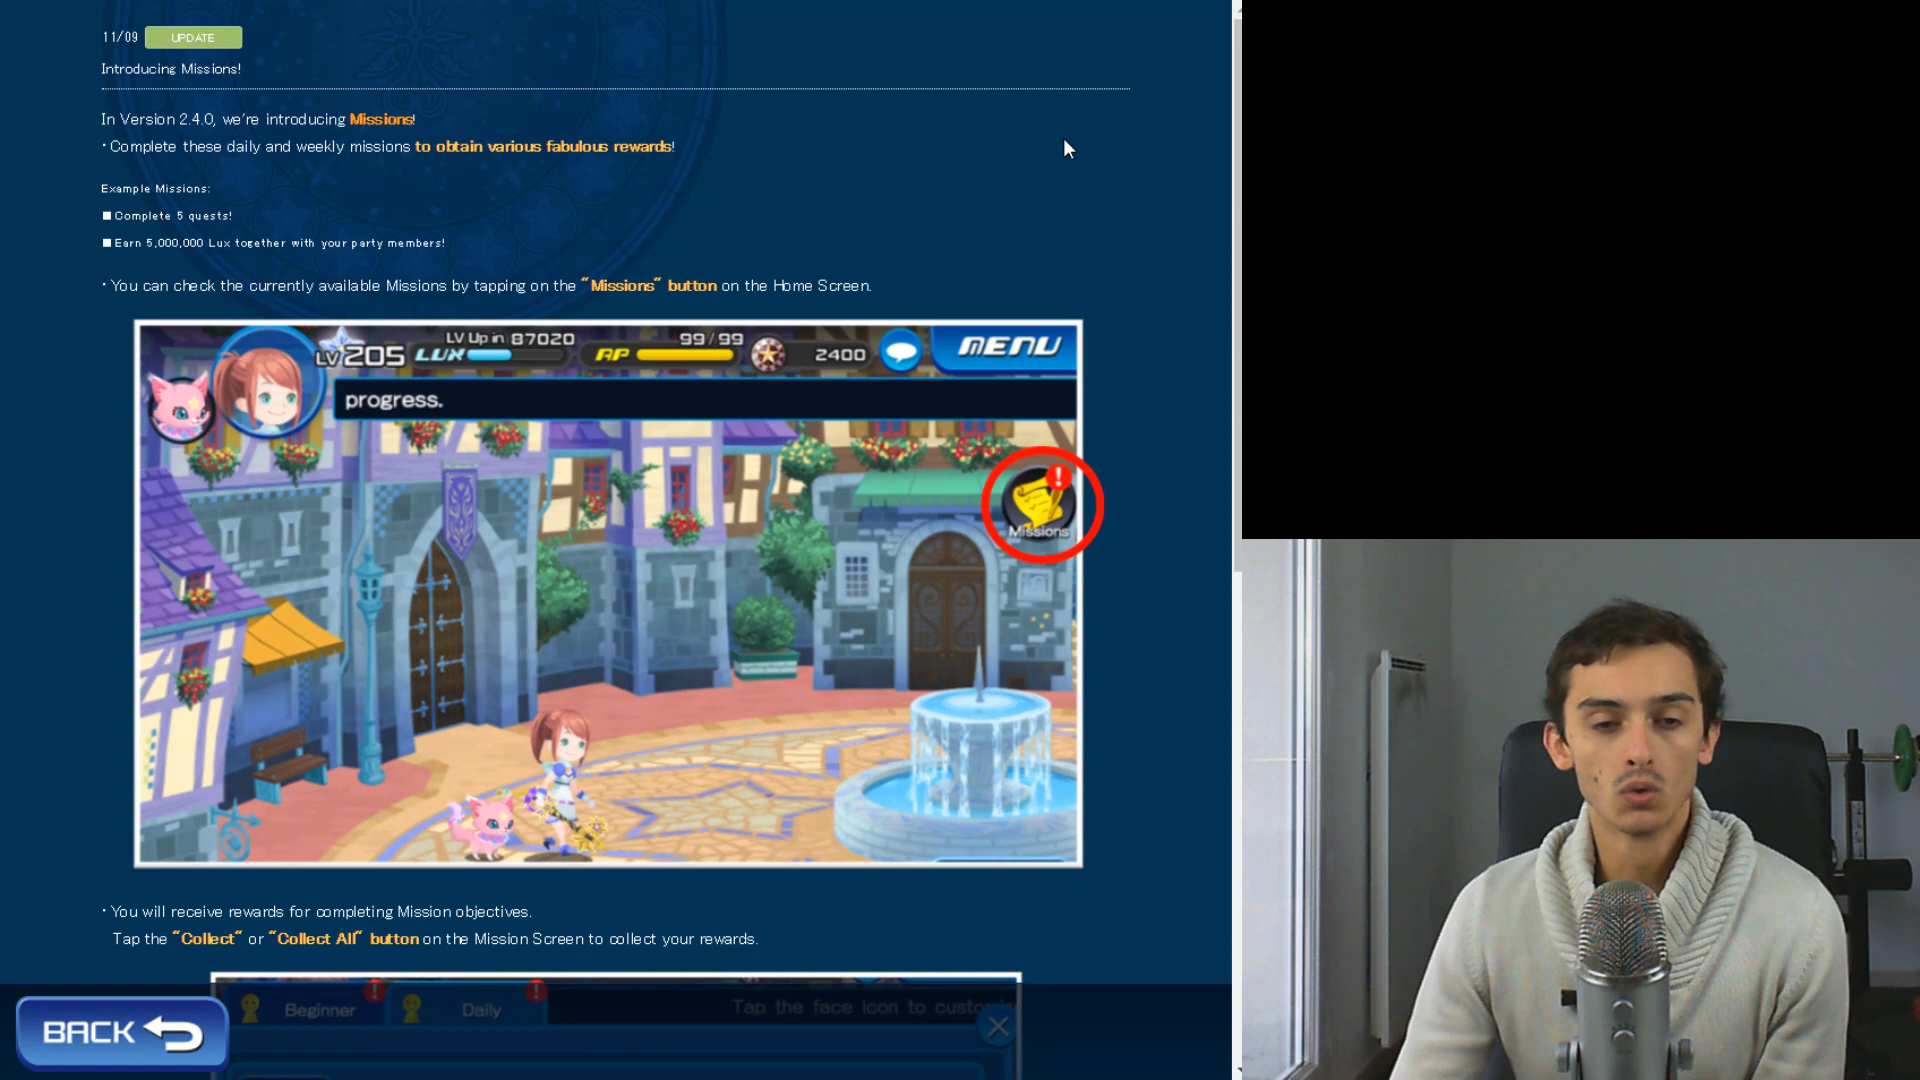 11/09 UPDATE
Introducing Missions!
In Version 2.4.0, we're introducing Missions!
・Complete these daily and weekly missions to obtain various fabulous rewards!
Example Missions:
■Complete 5 quests!
■Earn 5,000,000 Lux together with your party members!
・You can check the currently available Missions by tapping on the "Missions" button on the Home Screen.
LV 205 LV Up in 87020 LUX AP 99/99 2400 MENU
progress.
!
Missions
・You will receive rewards for completing Mission objectives.
Tap the "Collect" or "Collect All" button on the Mission Screen to collect your rewards.
Beginner ! Daily ! Tap the face icon to
BACK